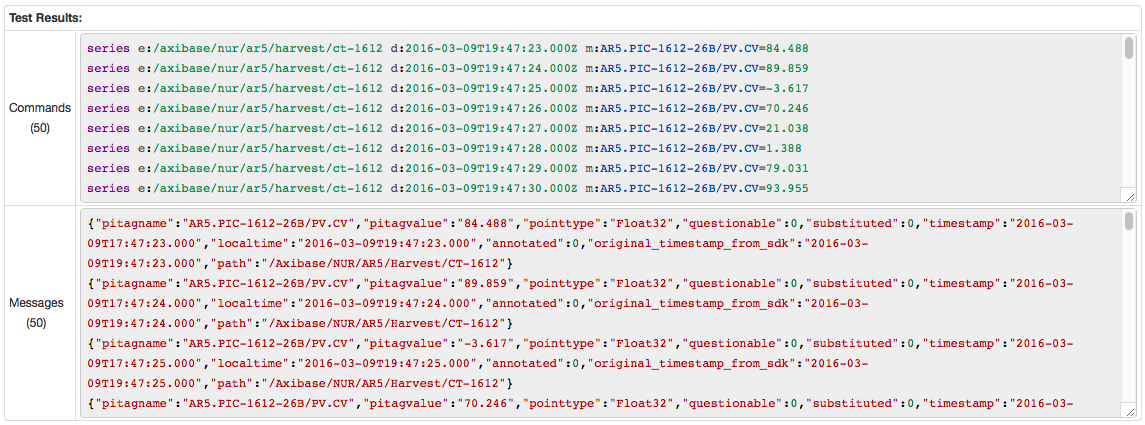 Test Results:
Commands
(50)
series e:/axibase/nur/ar5/harvest/ct-1612 d:2016-03-09T19:47:23.000Z m:AR5.PIC-1612-26B/PV.CV=84.488
series e:/axibase/nur/ar5/harvest/ct-1612 d:2016-03-09T19:47:24.000Z m:AR5.PIC-1612-26B/PV.CV=89.859
series e:/axibase/nur/ar5/harvest/ct-1612 d:2016-03-09T19:47:25.000Z m:AR5.PIC-1612-26B/PV.CV=-3.617
series e:/axibase/nur/ar5/harvest/ct-1612 d:2016-03-09T19:47:26.000Z m:AR5.PIC-1612-26B/PV.CV=70.246
series e:/axibase/nur/ar5/harvest/ct-1612 d:2016-03-09T19:47:27.000Z m:AR5.PIC-1612-26B/PV.CV=21.038
series e:/axibase/nur/ar5/harvest/ct-1612 d:2016-03-09T19:47:28.000Z m:AR5.PIC-1612-26B/PV.CV=1.388
series e:/axibase/nur/ar5/harvest/ct-1612 d:2016-03-09T19:47:29.000Z m:AR5.PIC-1612-26B/PV.CV=79.031
series e:/axibase/nur/ar5/harvest/ct-1612 d:2016-03-09T19:47:30.000Z m:AR5.PIC-1612-26B/PV.CV=93.955
Messages
(50)
{"pitagname":"AR5.PIC-1612-26B/PV.CV","pitagvalue":"84.488","pointtype":"Float32","questionable":0,"substituted":0,"timestamp":"2016-03-
09T17:47:23.000","localtime":"2016-03-09T19:47:23.000","annotated":0,"original_timestamp_from_sdk":"2016-03-
09T19:47:23.000","path":"/Axibase/NUR/AR5/Harvest/CT-1612"}
{"pitagname":"AR5.PIC-1612-26B/PV.CV","pitagvalue":"89.859","pointtype":"Float32","questionable":0,"substituted":0,"timestamp":"2016-03-
09T17:47:24.000","localtime":"2016-03-09T19:47:24.000","annotated":0,"original_timestamp_from_sdk":"2016-03-
09T19:47:24.000","path":"/Axibase/NUR/AR5/Harvest/CT-1612"}
{"pitagname":"AR5.PIC-1612-26B/PV.CV","pitagvalue":"-3.617","pointtype":"Float32","questionable":0,"substituted":0,"timestamp":"2016-03-
09T17:47:25.000","localtime":"2016-03-09T19:47:25.000","annotated":0,"original_timestamp_from_sdk":"2016-03-
09T19:47:25.000","path":"/Axibase/NUR/AR5/Harvest/CT-1612"}
{"pitagname":"AR5.PIC-1612-26B/PV.CV","pitagvalue":"70.246","pointtype":"Float32","questionable":0,"substituted":0,"timestamp":"2016-03-